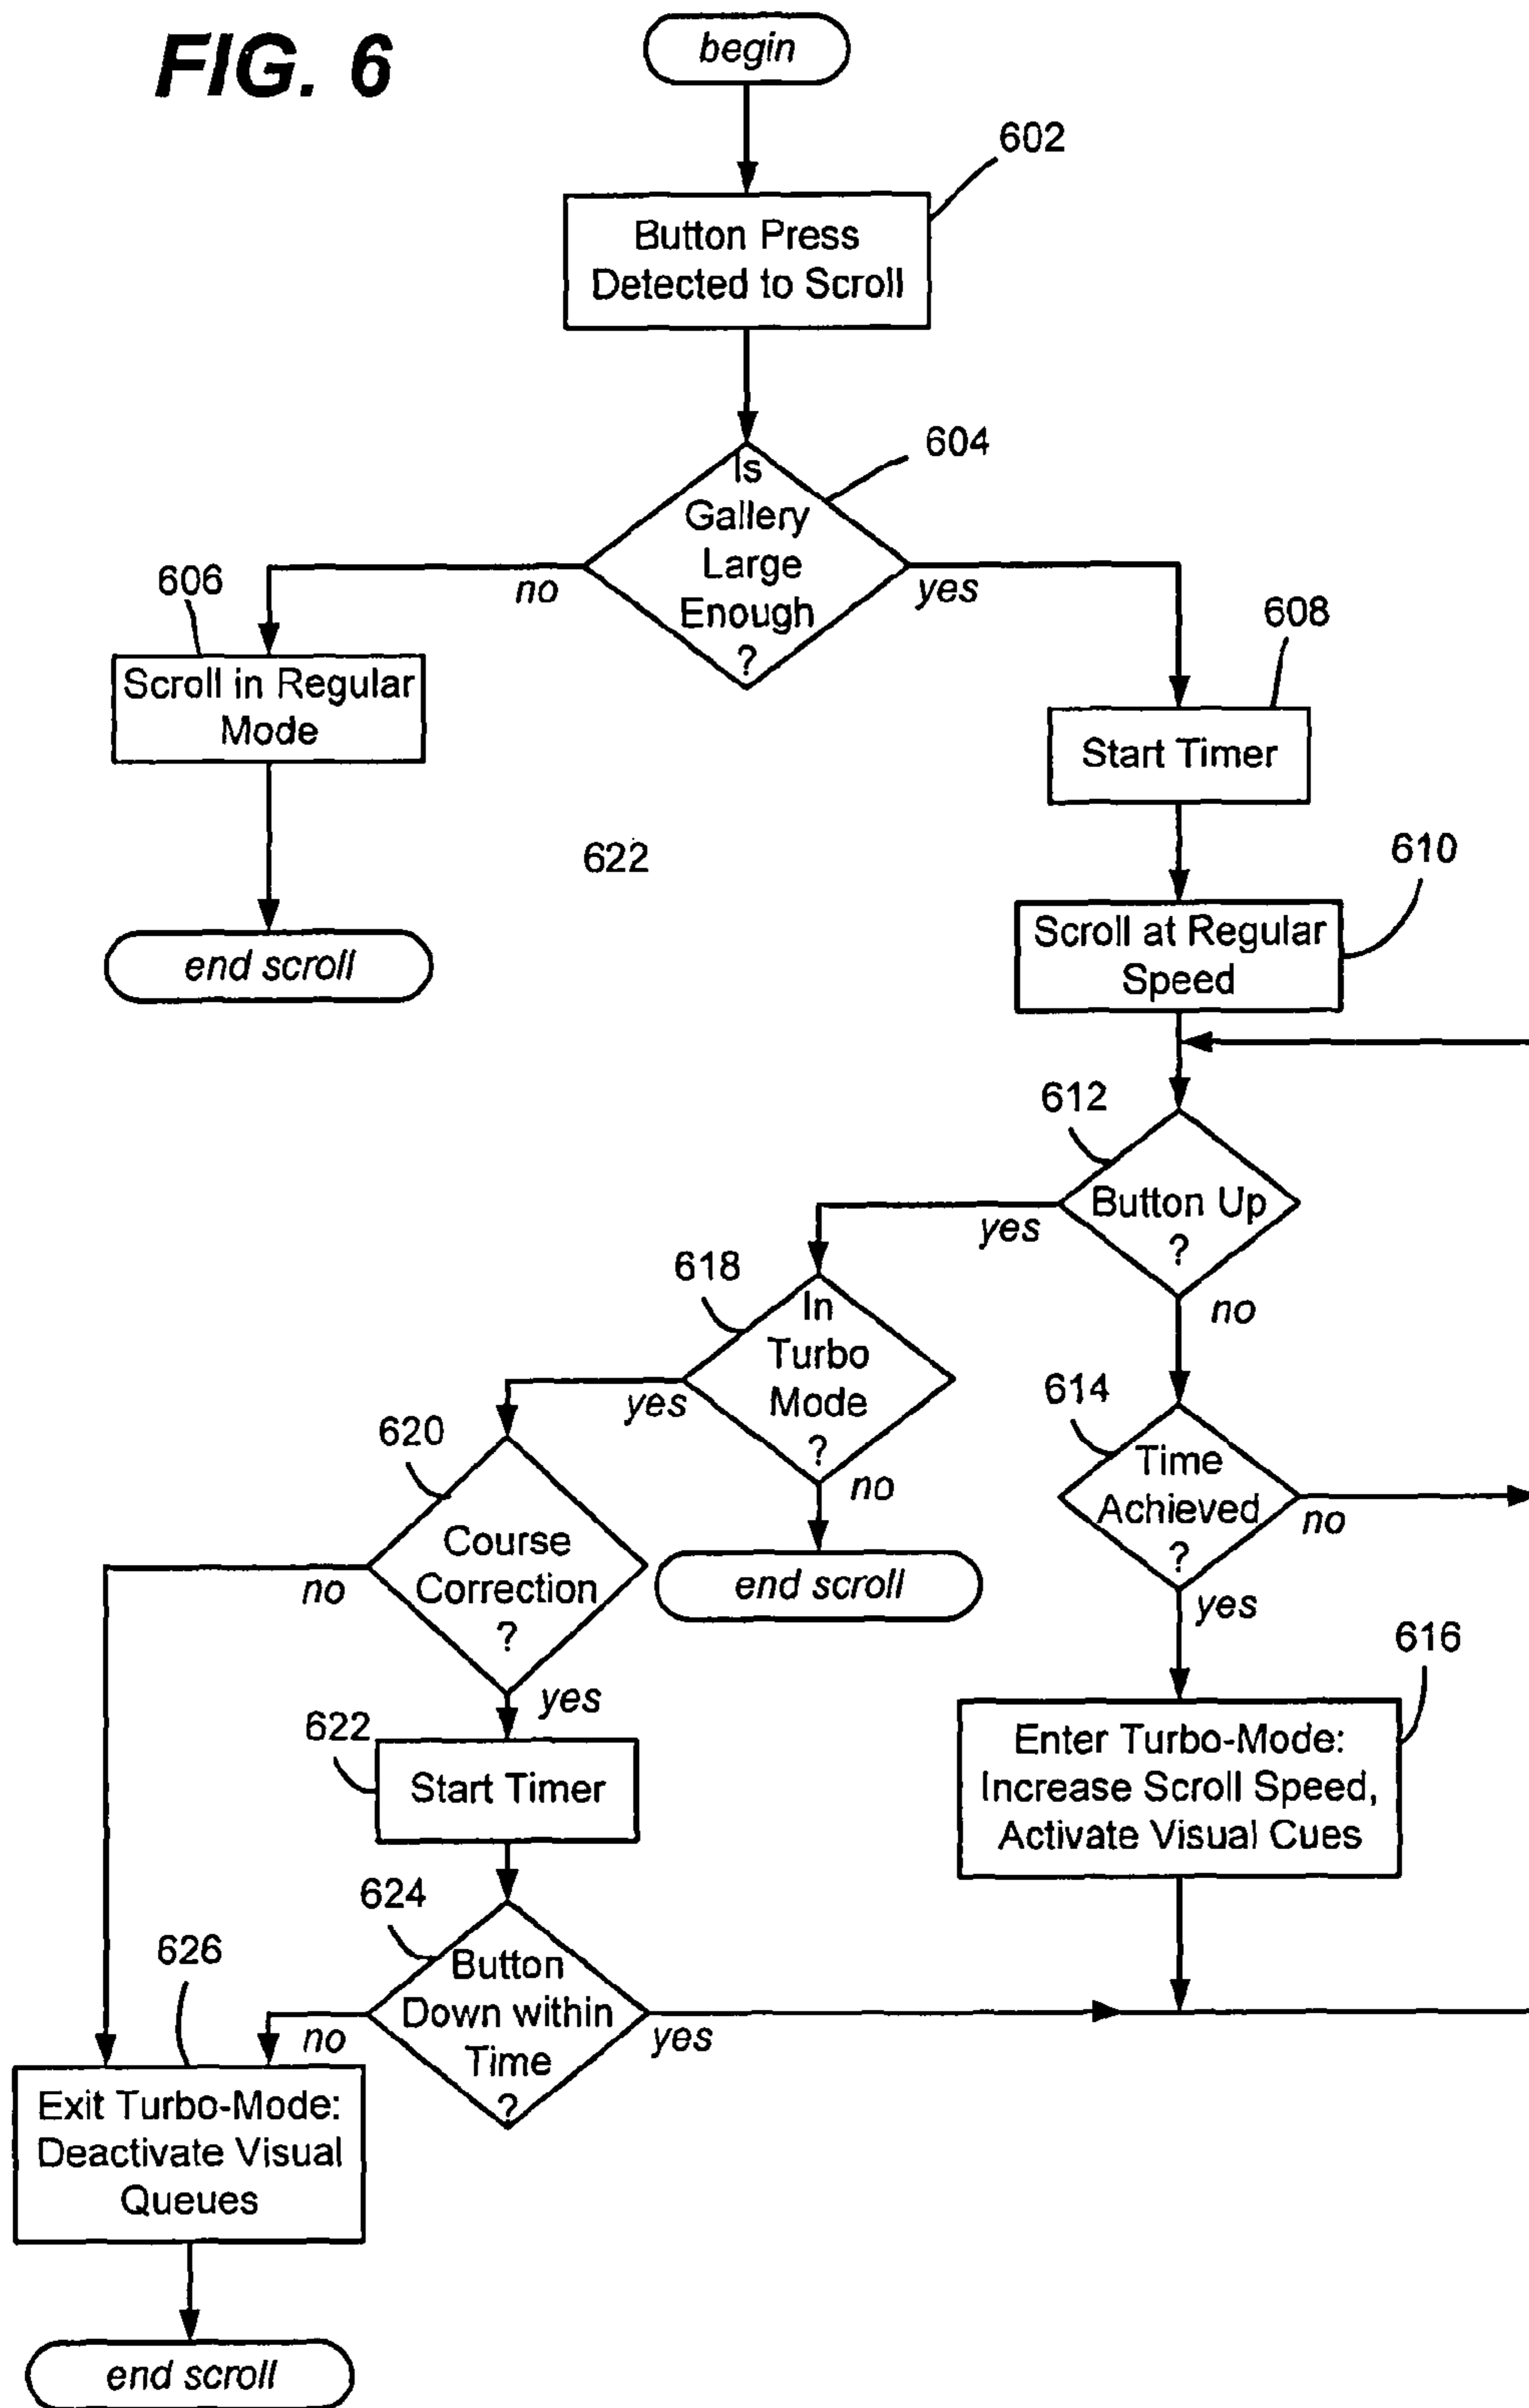 FIG. 6
begin
602
Button Press
Detected to Scroll
604
Is
Gallery
Large
Enough
?
no
yes
606
Scroll in Regular
Mode
end scroll
608
Start Timer
622
610
Scroll at Regular
Speed
612
Button Up
?
yes
no
618
In
Turbo
Mode
?
yes
no
end scroll
614
Time
Achieved
?
no
yes
616
Enter Turbo-Mode:
Increase Scroll Speed,
Activate Visual Cues
620
Course
Correction
?
no
yes
622
Start Timer
624
Button
Down within
Time
?
no
yes
626
Exit Turbo-Mode:
Deactivate Visual
Queues
end scroll